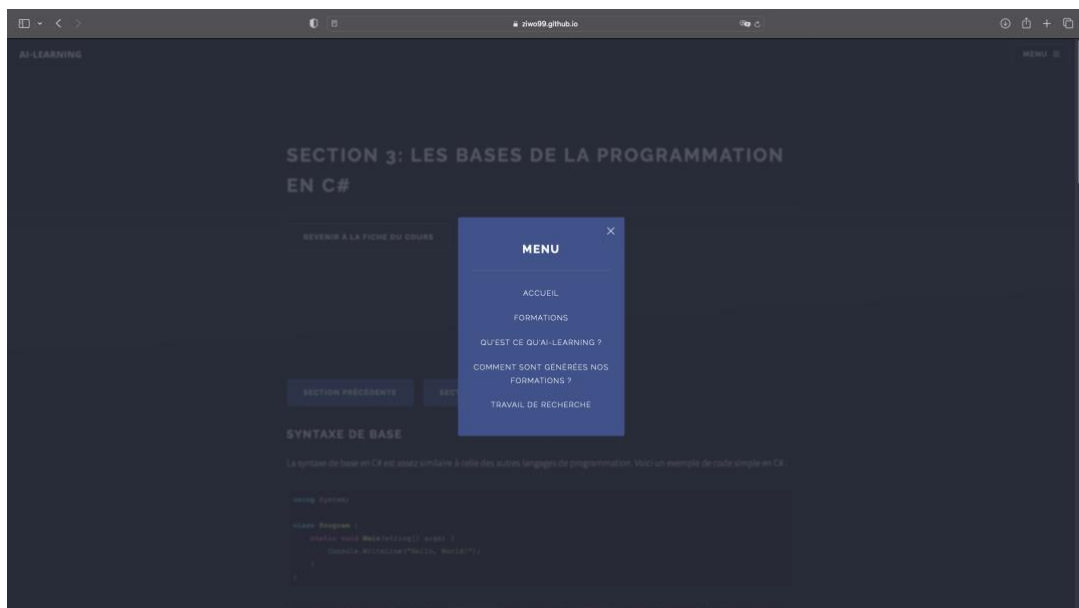 ziwo99.github.io
AI-LEARNING
MENU
SECTION 3: LES BASES DE LA PROGRAMMATION
EN C#
REVENIR À LA FICHE DU COURS
MENU
ACCUEIL
FORMATIONS
QU'EST CE QU'AI-LEARNING ?
COMMENT SONT GÉNÉRÉES NOS
FORMATIONS ?
TRAVAIL DE RECHERCHE
SECTION PRÉCÉDENTE
SECT
SYNTAXE DE BASE
La syntaxe de base en C# est assez similaire à celle des autres langages de programmation. Voici un exemple de code simple en C# :
using System;
class Program {
static void Main(string[] args) {
Console.WriteLine("Hello, World!");
}
}